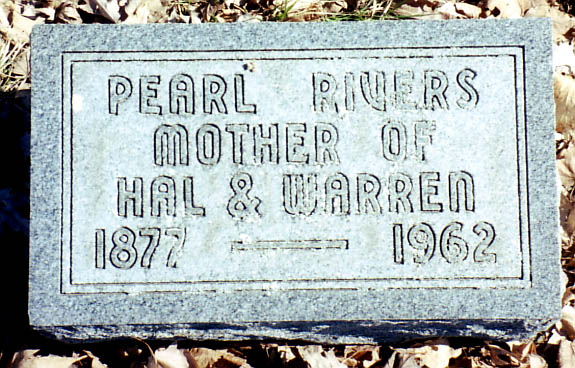 PEARL RIVERS
MOTHER OF
HAL & WARREN
1877 — 1962